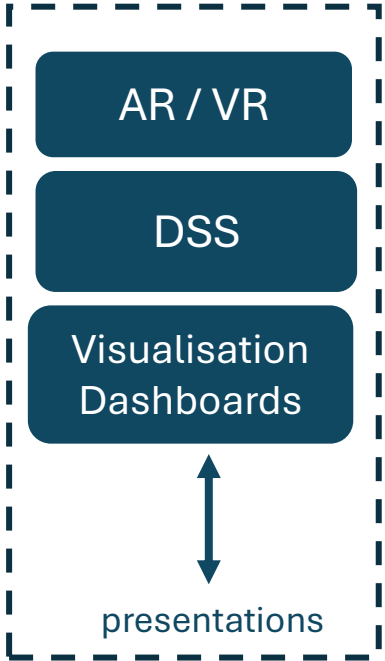 AR / VR
DSS
Visualisation
Dashboards
presentations